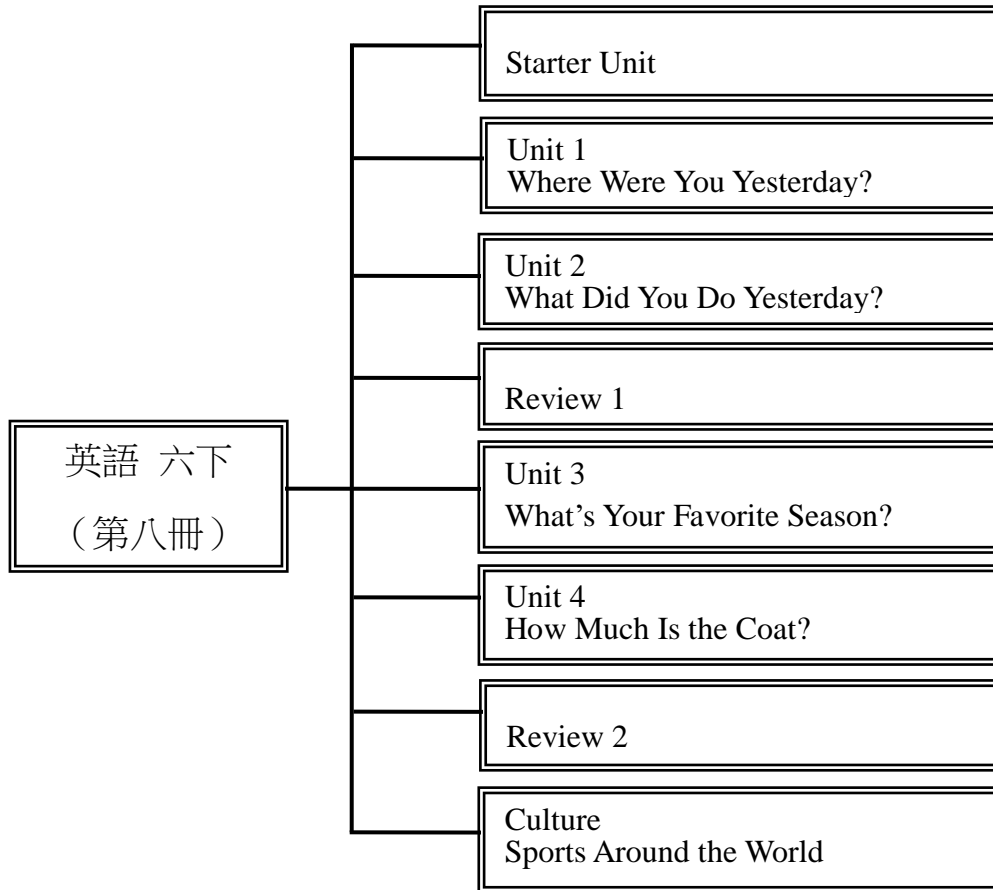 Starter Unit
Unit 1
Where Were You Yesterday?
Unit 2
What Did You Do Yesterday?
Review 1
英語 六下
（第八冊）
Unit 3
What’s Your Favorite Season?
Unit 4
How Much Is the Coat?
Review 2
Culture
Sports Around the World